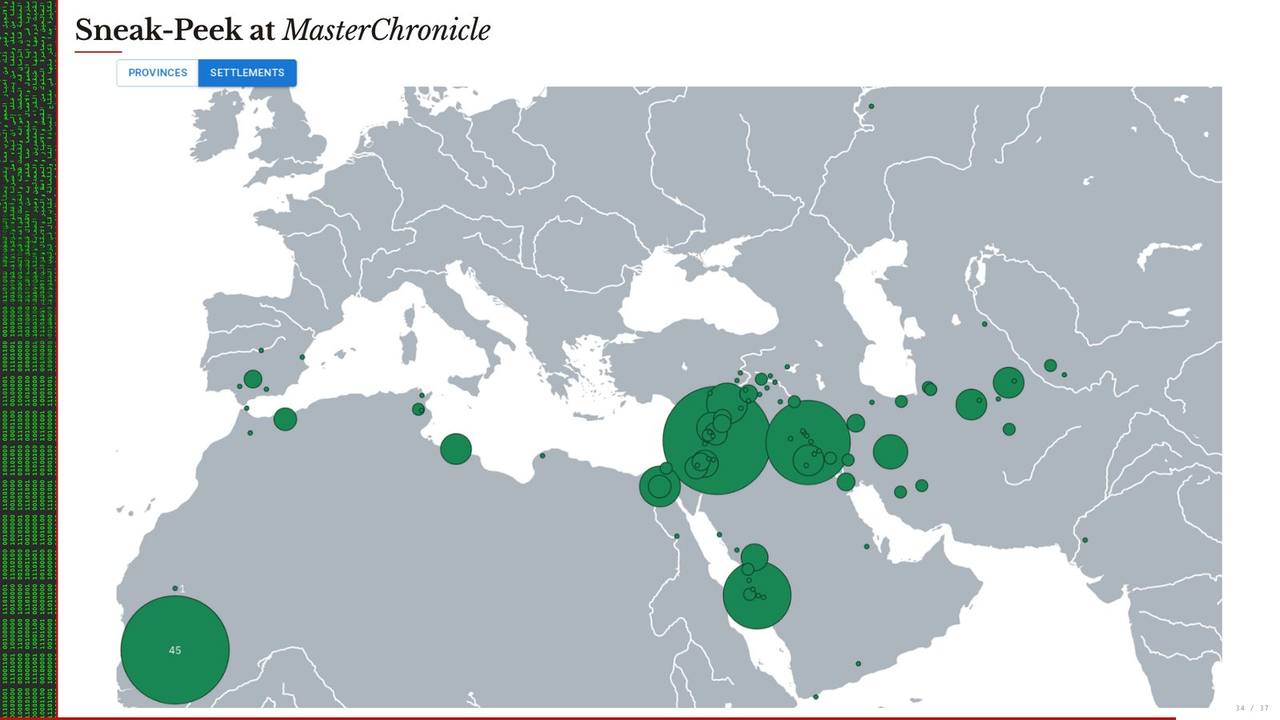 Sneak-Peek at MasterChronicle
PROVINCES SETTLEMENTS
1
45
34 / 37